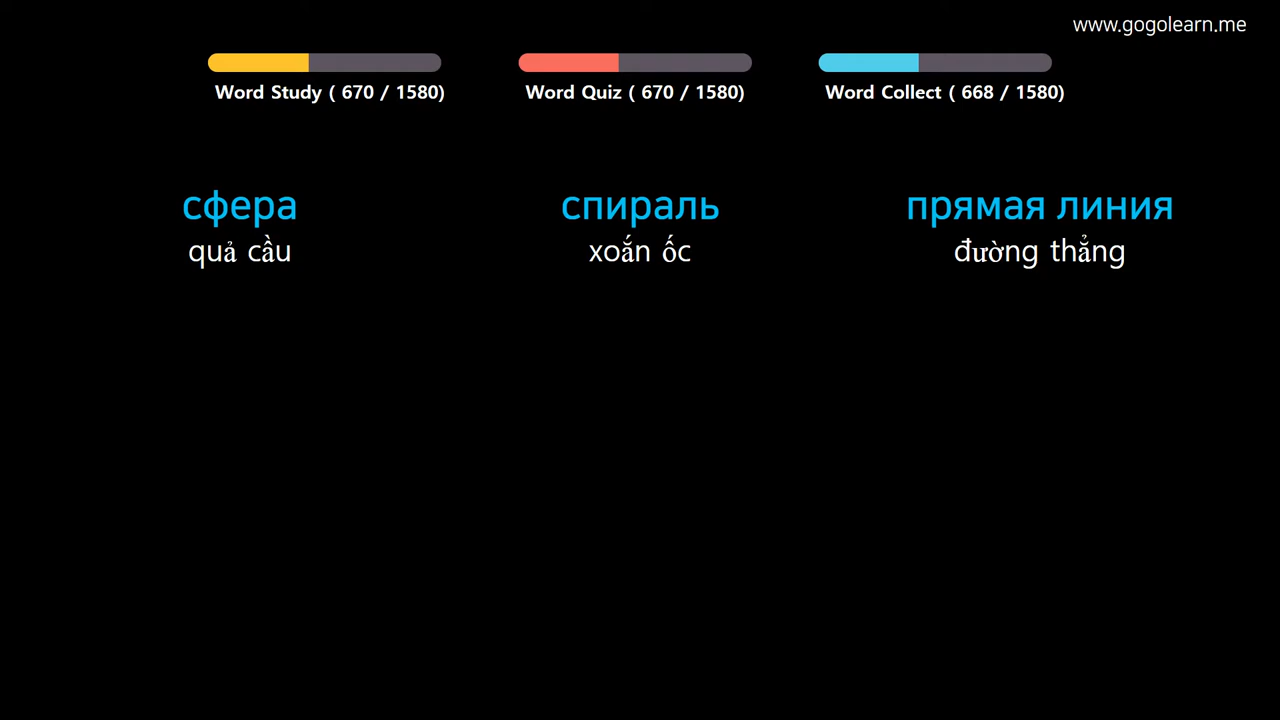 www.gogolearn.me
Word Study ( 670 / 1580)
Word Quiz ( 670 / 1580)
Word Collect ( 668 / 1580)
сфера
quả cầu
спираль
xoắn ốc
прямая линия
đường thẳng